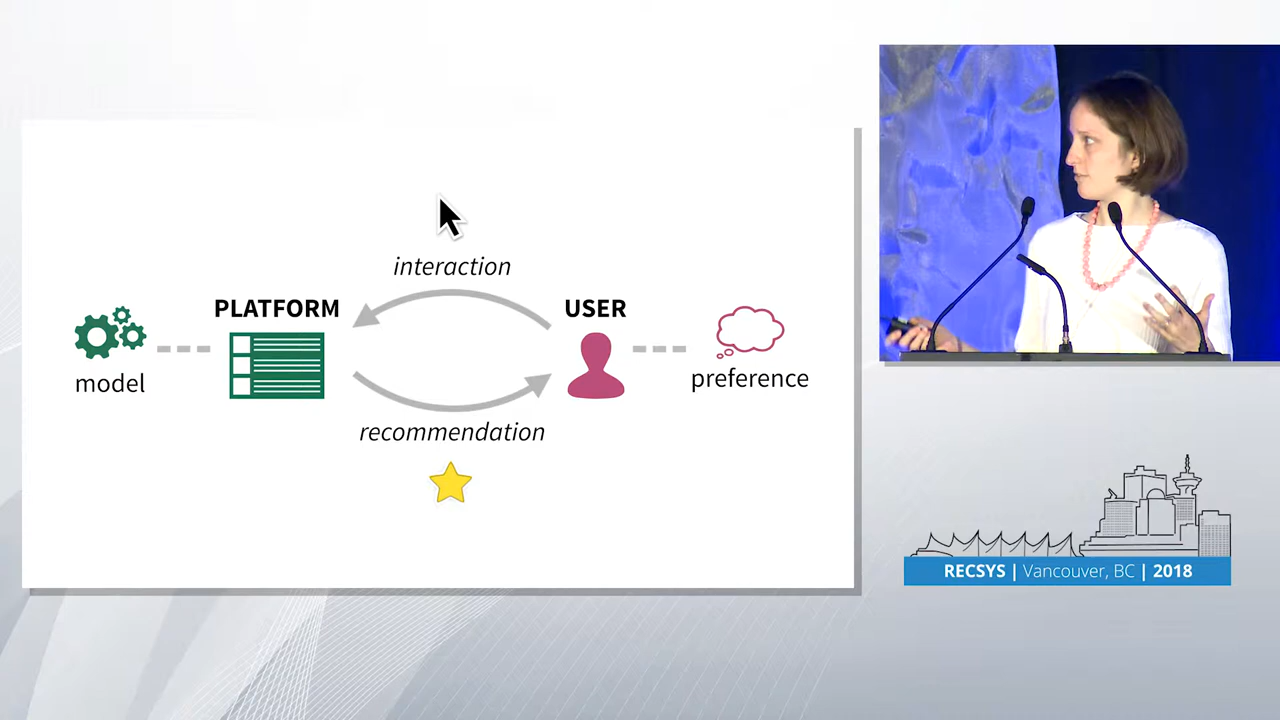 interaction
PLATFORM
USER
model
preference
recommendation
RECSYS | Vancouver, BC | 2018